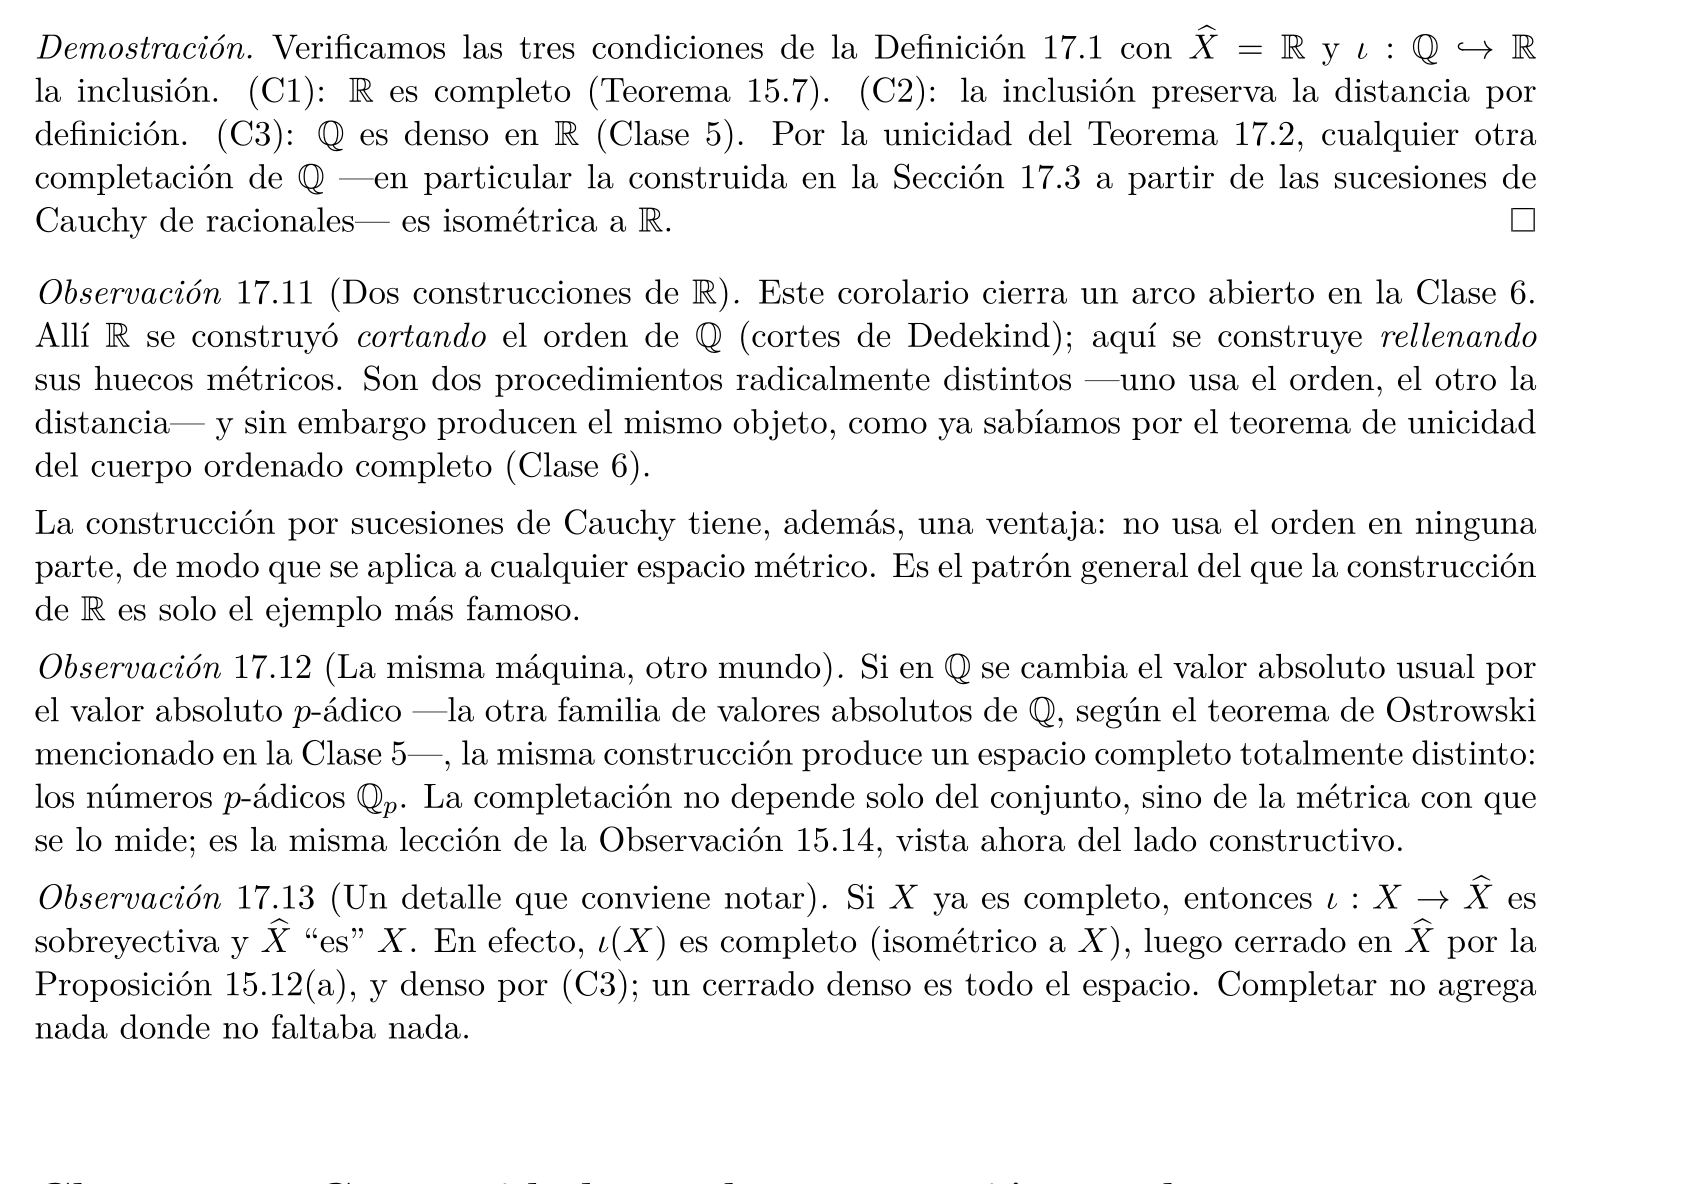 Demostración. Verificamos las tres condiciones de la Definición 17.1 con X̂ = ℝ y ι : ℚ ↪ ℝ
la inclusión. (C1): ℝ es completo (Teorema 15.7). (C2): la inclusión preserva la distancia por
definición. (C3): ℚ es denso en ℝ (Clase 5). Por la unicidad del Teorema 17.2, cualquier otra
completación de ℚ —en particular la construida en la Sección 17.3 a partir de las sucesiones de
Cauchy de racionales— es isométrica a ℝ. □
Observación 17.11 (Dos construcciones de ℝ). Este corolario cierra un arco abierto en la Clase 6.
Allí ℝ se construyó cortando el orden de ℚ (cortes de Dedekind); aquí se construye rellenando
sus huecos métricos. Son dos procedimientos radicalmente distintos —uno usa el orden, el otro la
distancia— y sin embargo producen el mismo objeto, como ya sabíamos por el teorema de unicidad
del cuerpo ordenado completo (Clase 6).
La construcción por sucesiones de Cauchy tiene, además, una ventaja: no usa el orden en ninguna
parte, de modo que se aplica a cualquier espacio métrico. Es el patrón general del que la construcción
de ℝ es solo el ejemplo más famoso.
Observación 17.12 (La misma máquina, otro mundo). Si en ℚ se cambia el valor absoluto usual por
el valor absoluto p-ádico —la otra familia de valores absolutos de ℚ, según el teorema de Ostrowski
mencionado en la Clase 5—, la misma construcción produce un espacio completo totalmente distinto:
los números p-ádicos ℚₚ. La completación no depende solo del conjunto, sino de la métrica con que
se lo mide; es la misma lección de la Observación 15.14, vista ahora del lado constructivo.
Observación 17.13 (Un detalle que conviene notar). Si X ya es completo, entonces ι : X → X̂ es
sobreyectiva y X̂ “es” X. En efecto, ι(X) es completo (isométrico a X), luego cerrado en X̂ por la
Proposición 15.12(a), y denso por (C3); un cerrado denso es todo el espacio. Completar no agrega
nada donde no faltaba nada.